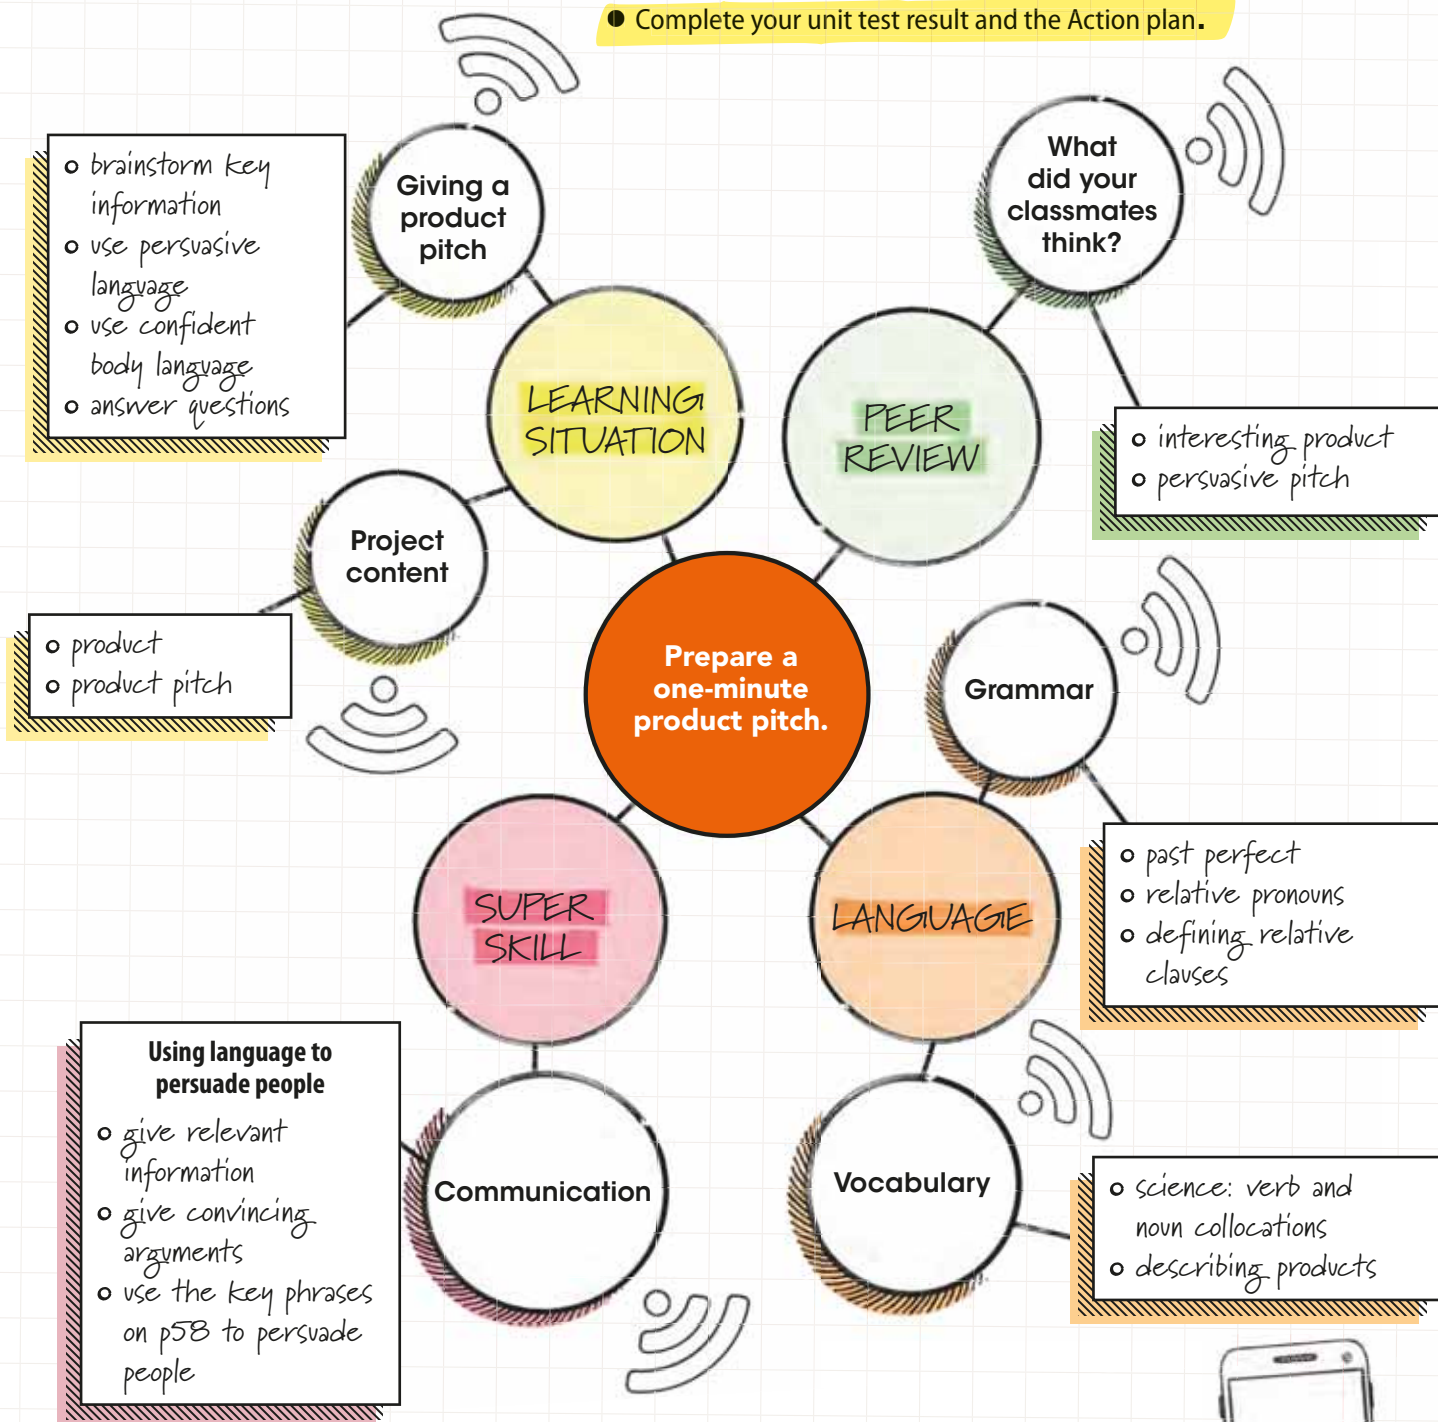 ● Complete your unit test result and the Action plan.
Giving a
product
pitch
o brainstorm key
information
o use persuasive
language
o use confident
body language
o answer questions
LEARNING
SITUATION
Project
content
o product
o product pitch
What
did your
classmates
think?
PEER
REVIEW
o interesting product
o persuasive pitch
Prepare a
one-minute
product pitch.
Grammar
o past perfect
o relative pronouns
o defining relative
clauses
LANGUAGE
Vocabulary
o science: verb and
noun collocations
o describing products
SUPER
SKILL
Communication
Using language to
persuade people
o give relevant
information
o give convincing
arguments
o use the key phrases
on p58 to persuade
people